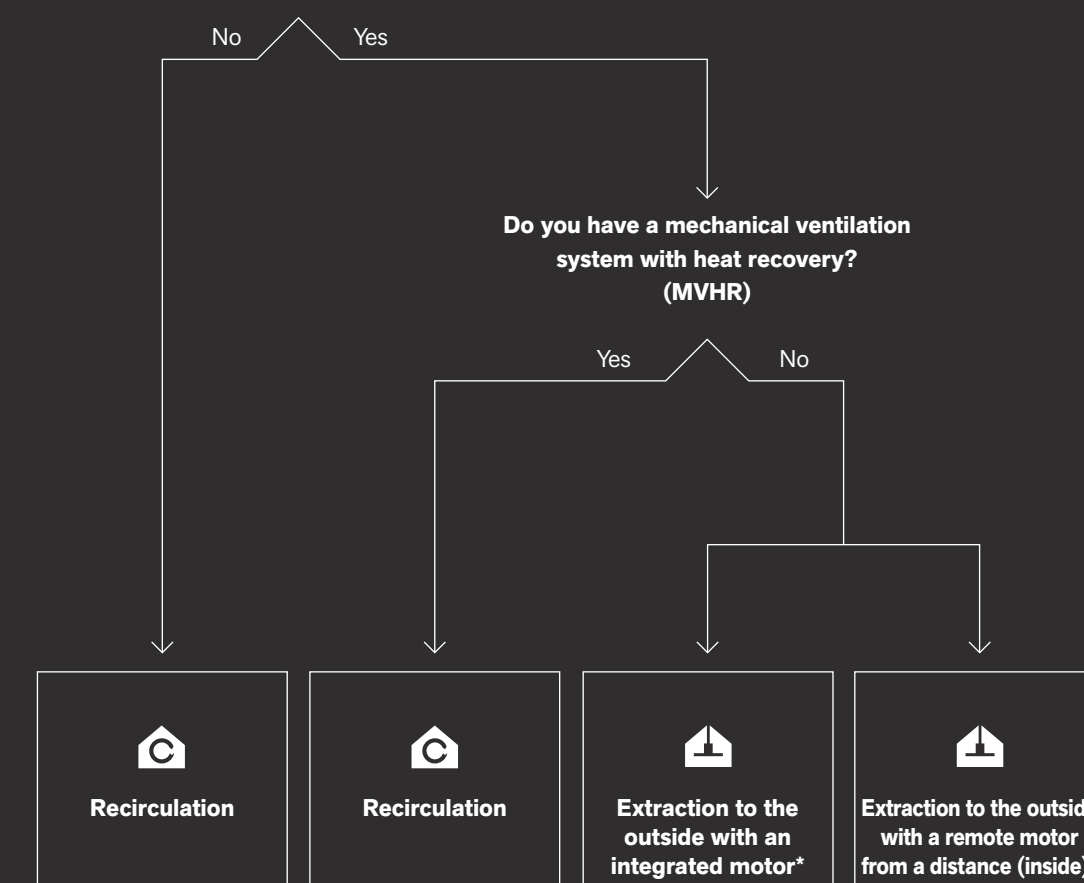 No
Yes
Do you have a mechanical ventilation
system with heat recovery?
(MVHR)
Yes
No
Recirculation
Recirculation
Extraction to the
outside with an
integrated motor*
Extraction to the outsid
with a remote motor
from a distance (inside)